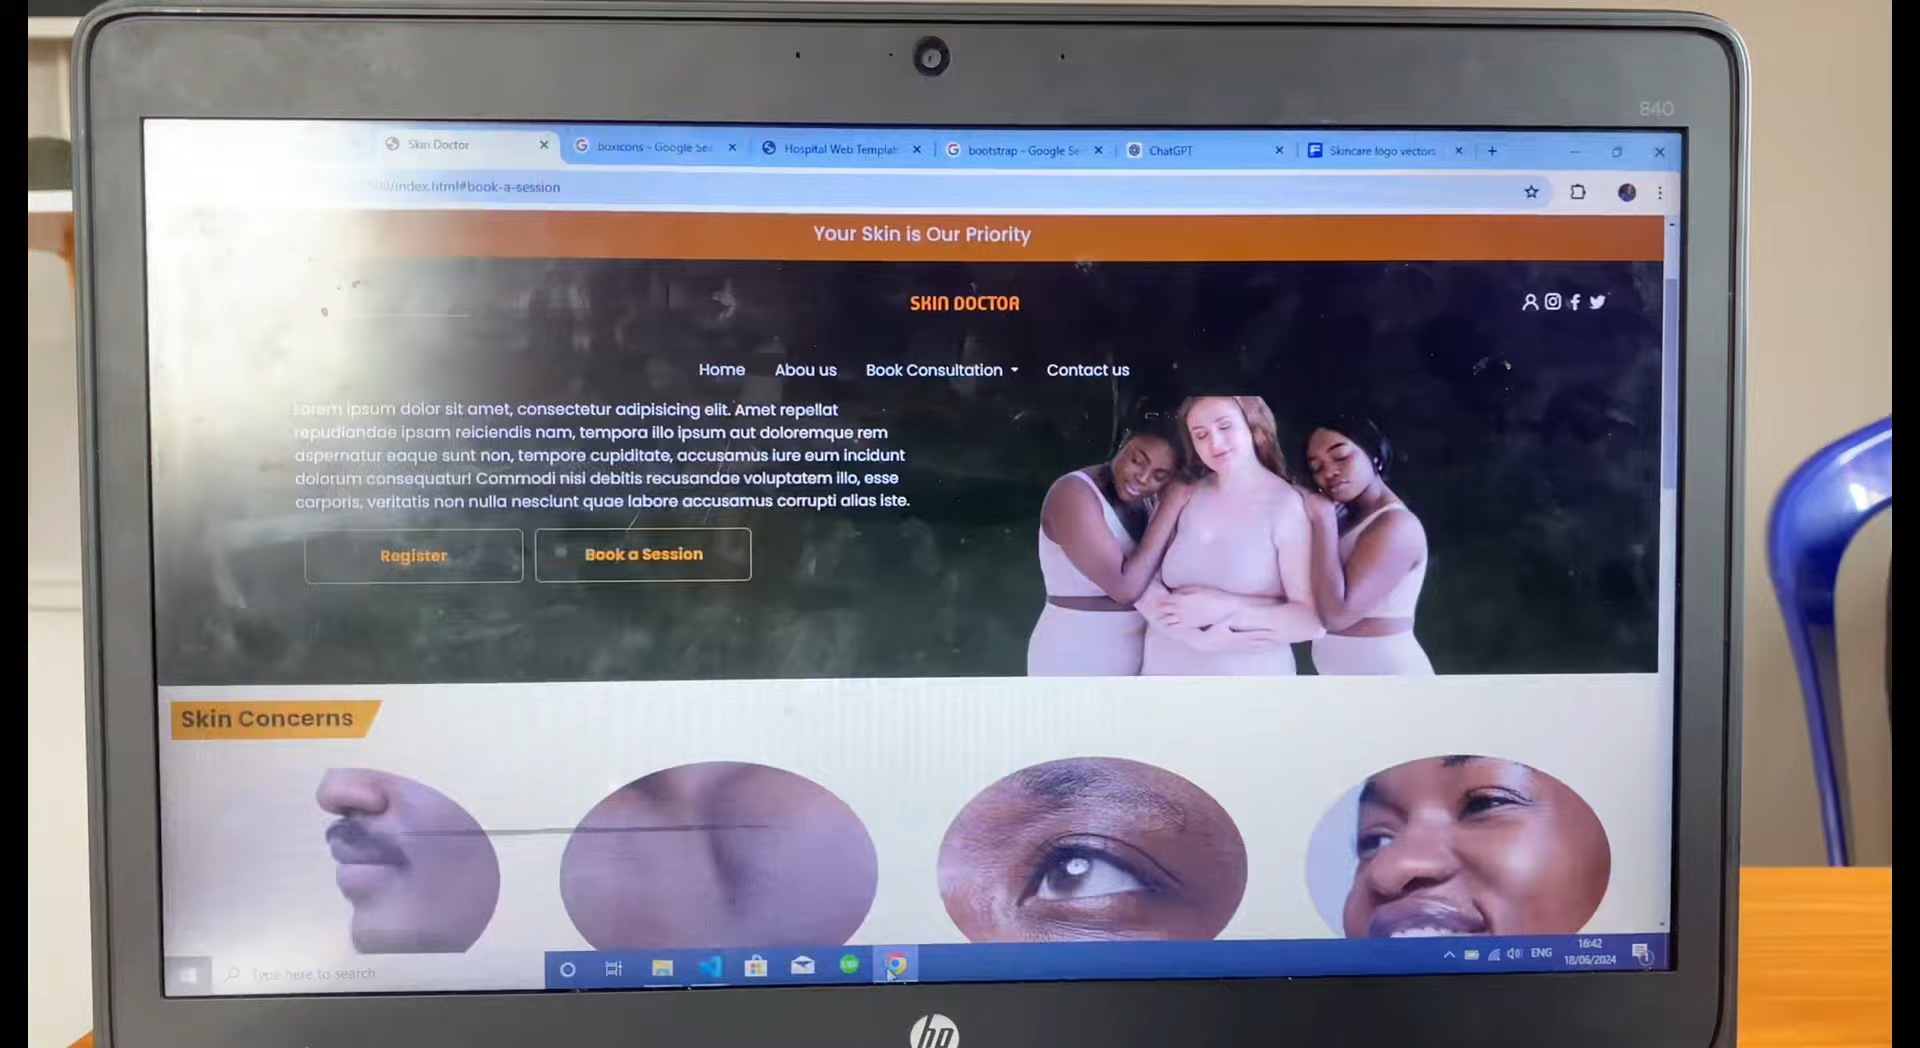 840
Skin Doctor
boxicons - Google Se
Hospital Web Templat
bootstrap - Google Se
ChatGPT
Skincare logo vectors
/index.html#book-a-session
Your Skin is Our Priority
SKIN DOCTOR
Home
Abou us
Book Consultation
Contact us
Lorem ipsum dolor sit amet, consectetur adipisicing elit. Amet repellat
repudiandae ipsam reiciendis nam, tempora illo ipsum aut doloremque rem
aspernatur eaque sunt non, tempore cupiditate, accusamus iure eum incidunt
dolorum consequatur! Commodi nisi debitis recusandae voluptatem illo, esse
corporis, veritatis non nulla nesciunt quae labore accusamus corrupti alias iste.
Register
Book a Session
Skin Concerns
Type here to search
ENG
16:42
18/06/2024
hp